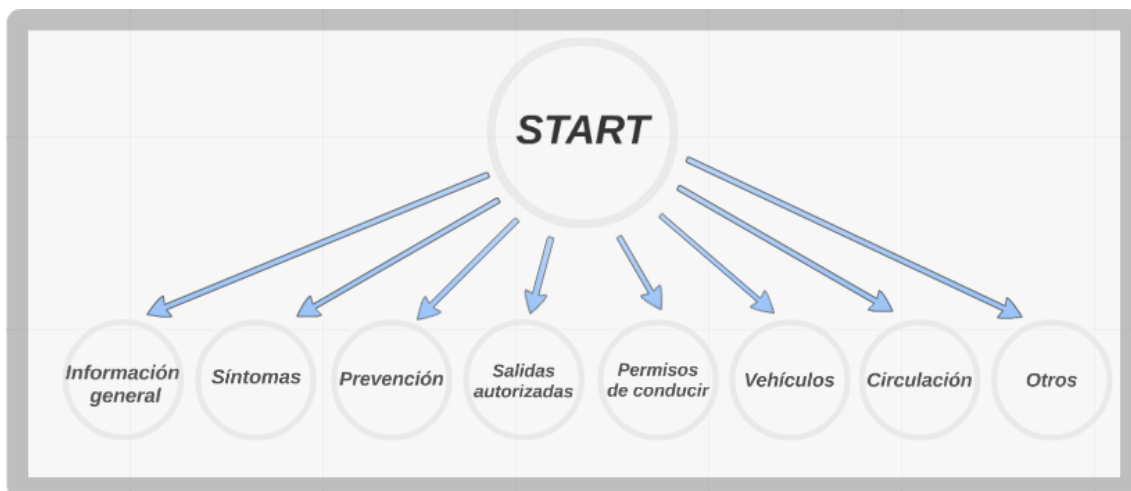 START
Información
general
Síntomas
Prevención
Salidas
autorizadas
Permisos
de conducir
Vehículos
Circulación
Otros